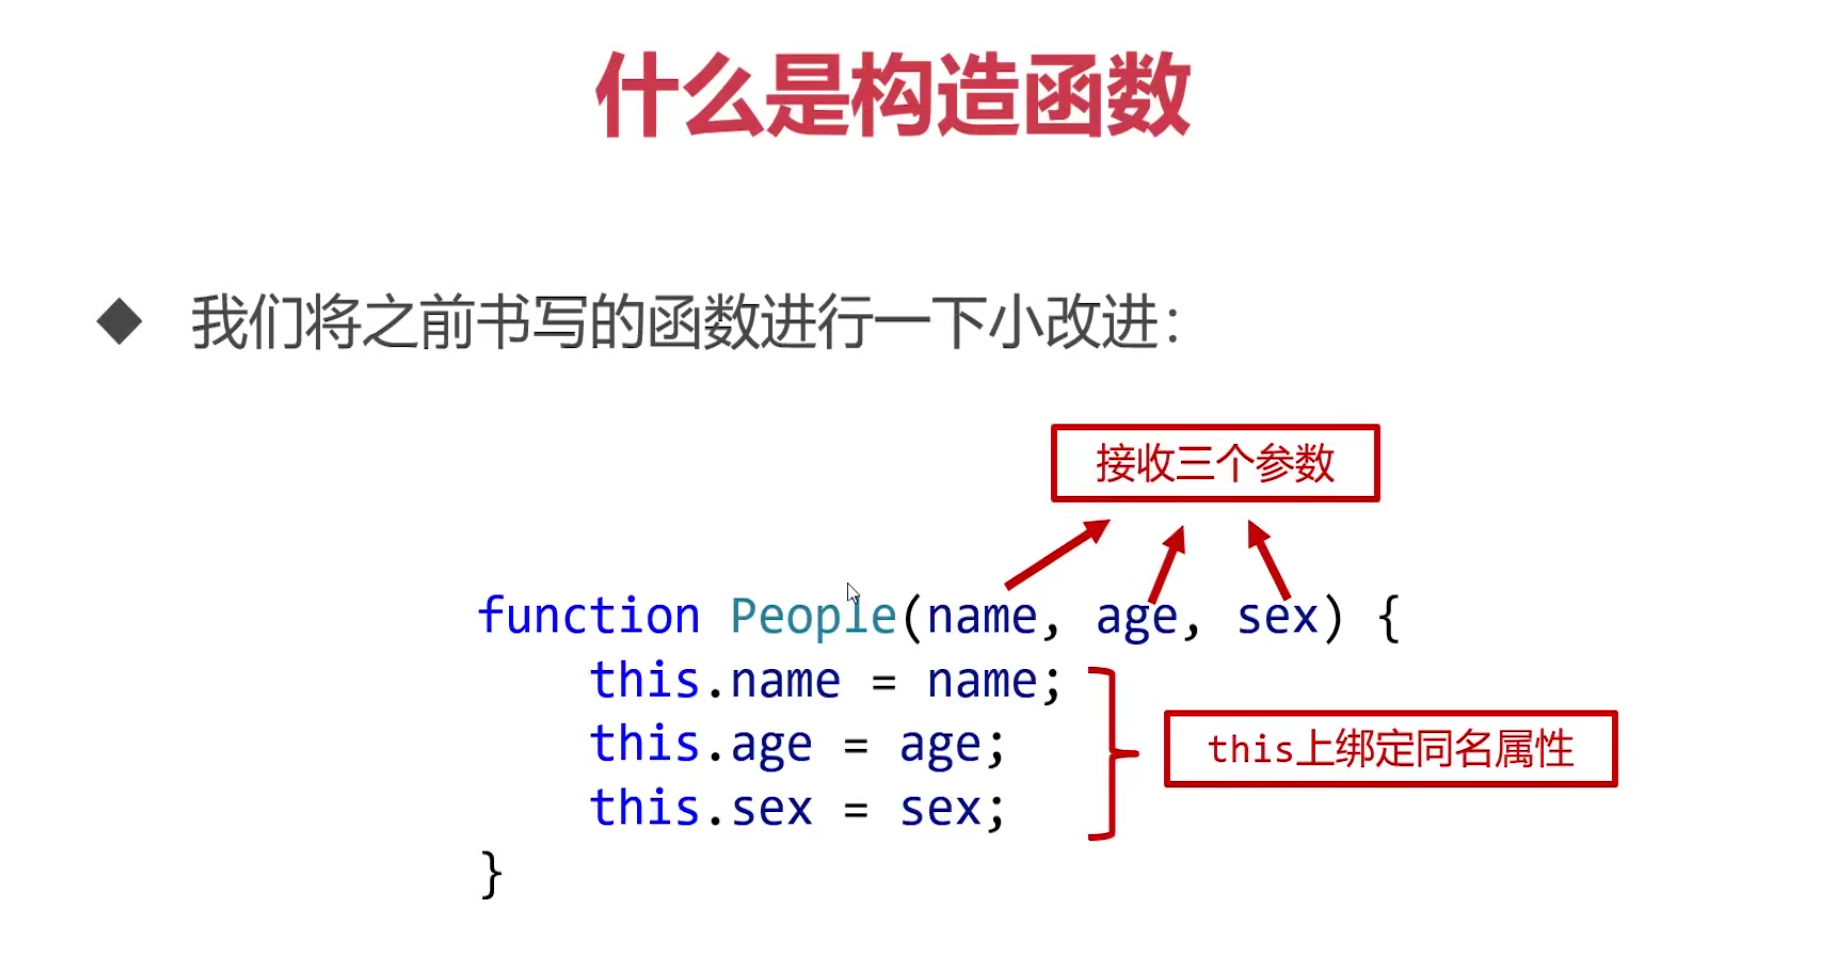 什么是构造函数
◆ 我们将之前书写的函数进行一下小改进：
接收三个参数
function People(name, age, sex) {
    this.name = name;
    this.age = age;
    this.sex = sex;
}
this上绑定同名属性